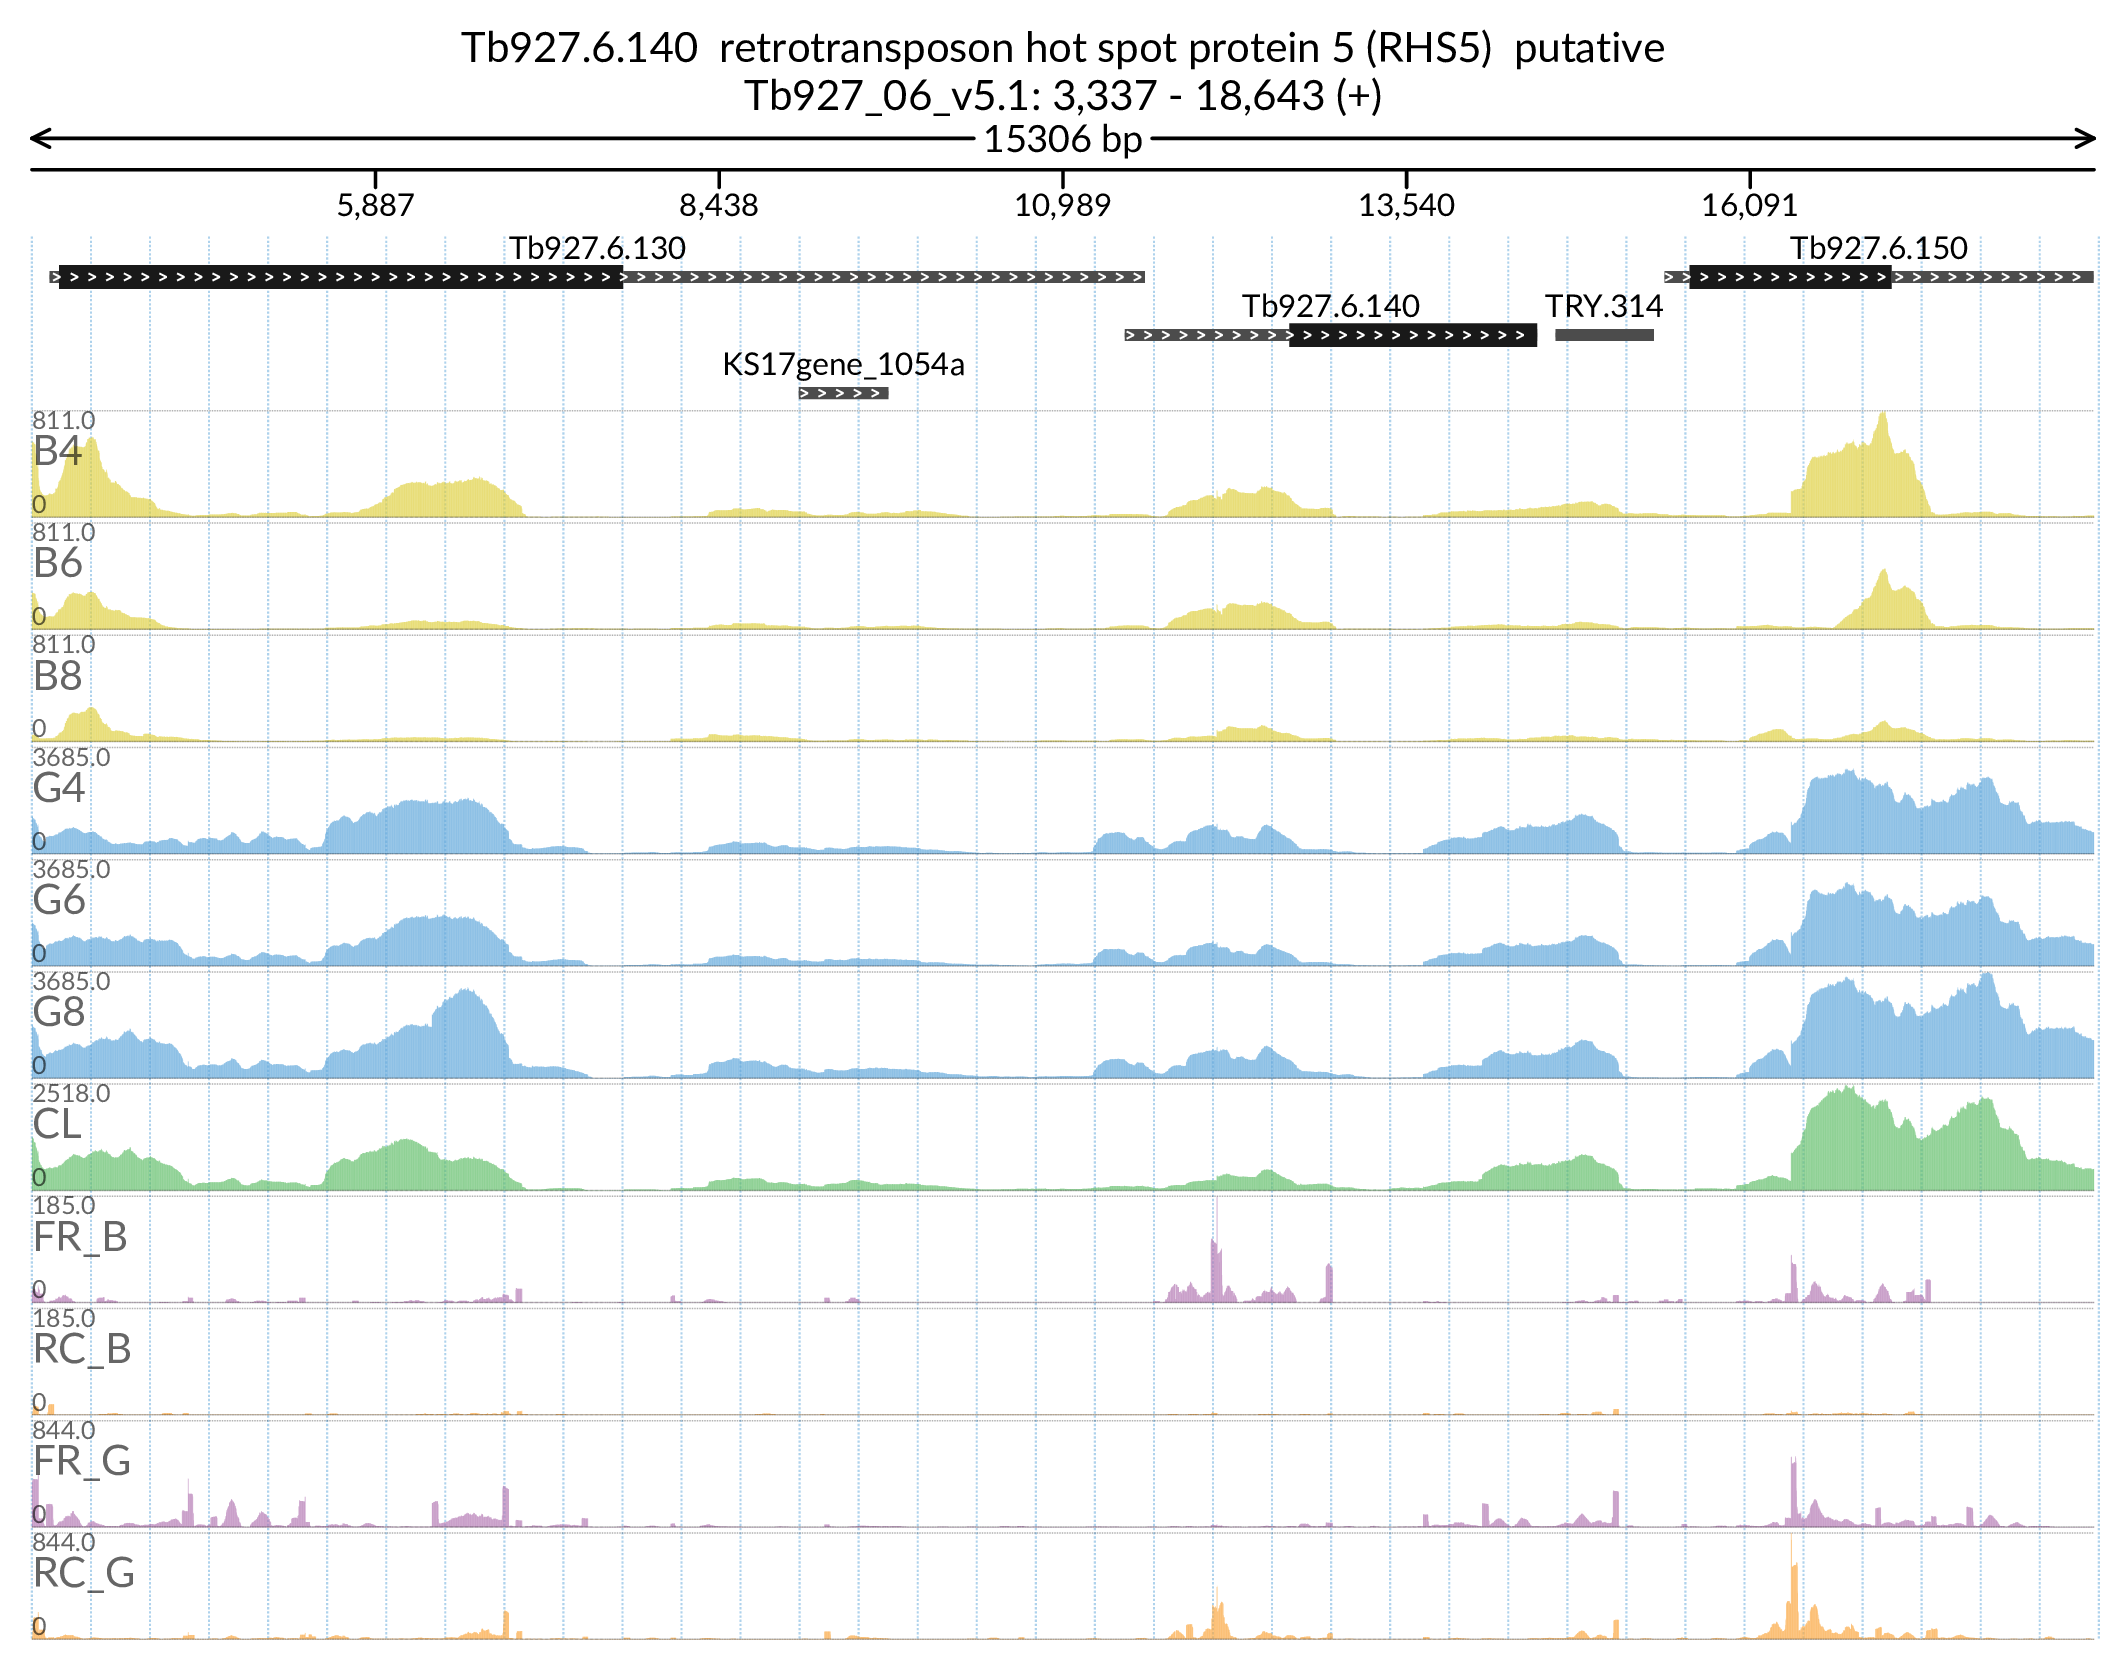 Tb927.6.140  retrotransposon hot spot protein 5 (RHS5)  putative
Tb927_06_v5.1: 3,337 - 18,643 (+)
15306 bp
5,887 8,438 10,989 13,540 16,091
Tb927.6.130 Tb927.6.150
Tb927.6.140 TRY.314
KS17gene_1054a
811.0
B4
0
811.0
B6
0
811.0
B8
0
3685.0
G4
0
3685.0
G6
0
3685.0
G8
0
2518.0
CL
0
185.0
FR_B
0
185.0
RC_B
0
844.0
FR_G
0
844.0
RC_G
0